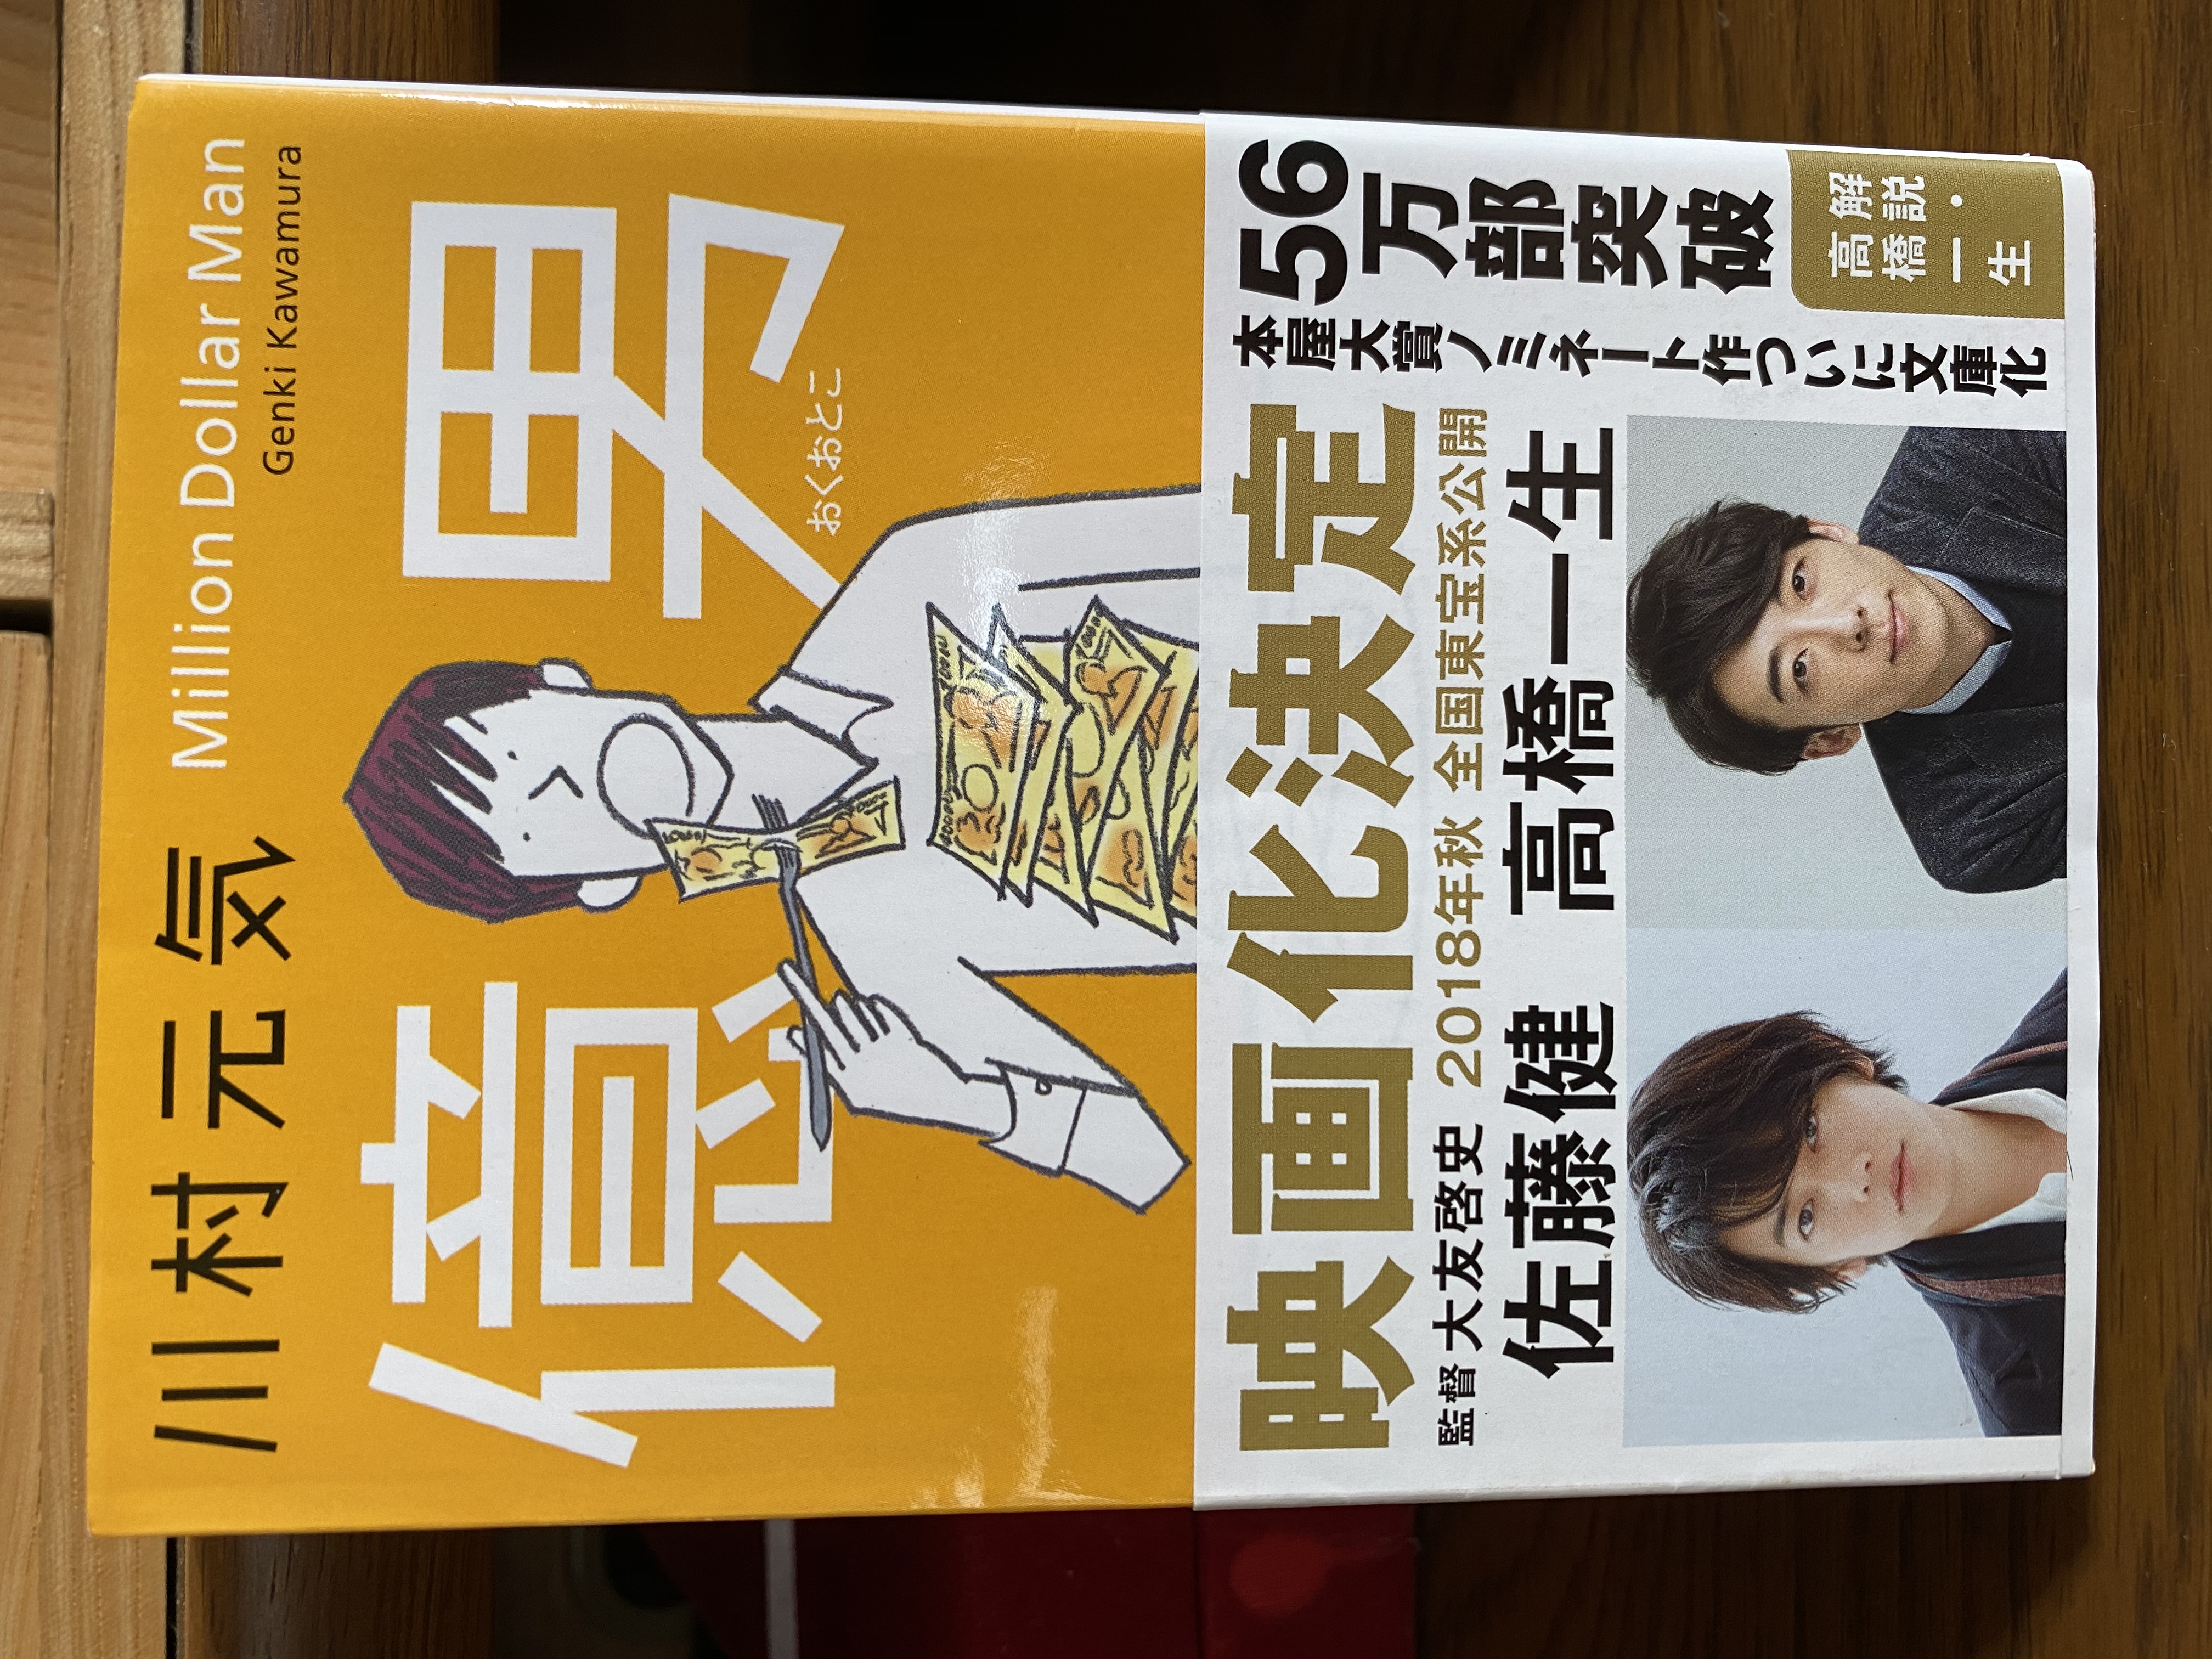 川村元気
Million Dollar Man
Genki Kawamura
億男
おくおとこ
映画化決定
監督 大友啓史 2018年秋 全国東宝系公開
佐藤健 高橋一生
56万部突破
本屋大賞ノミネート作ついに文庫化
解説・
高橋一生